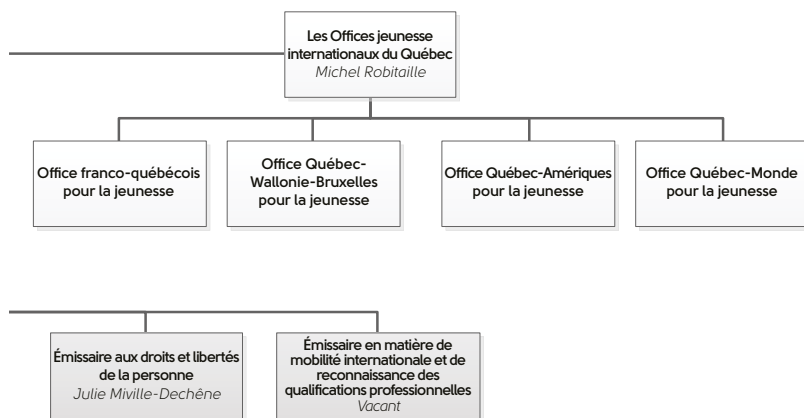 Les Offices jeunesse
internationaux du Québec
Michel Robitaille
Office franco-québécois
pour la jeunesse
Office Québec-
Wallonie-Bruxelles
pour la jeunesse
Office Québec-Amériques
pour la jeunesse
Office Québec-Monde
pour la jeunesse
Émissaire aux droits et libertés
de la personne
Julie Miville-Dechêne
Émissaire en matière de
mobilité internationale et de
reconnaissance des
qualifications professionnelles
Vacant